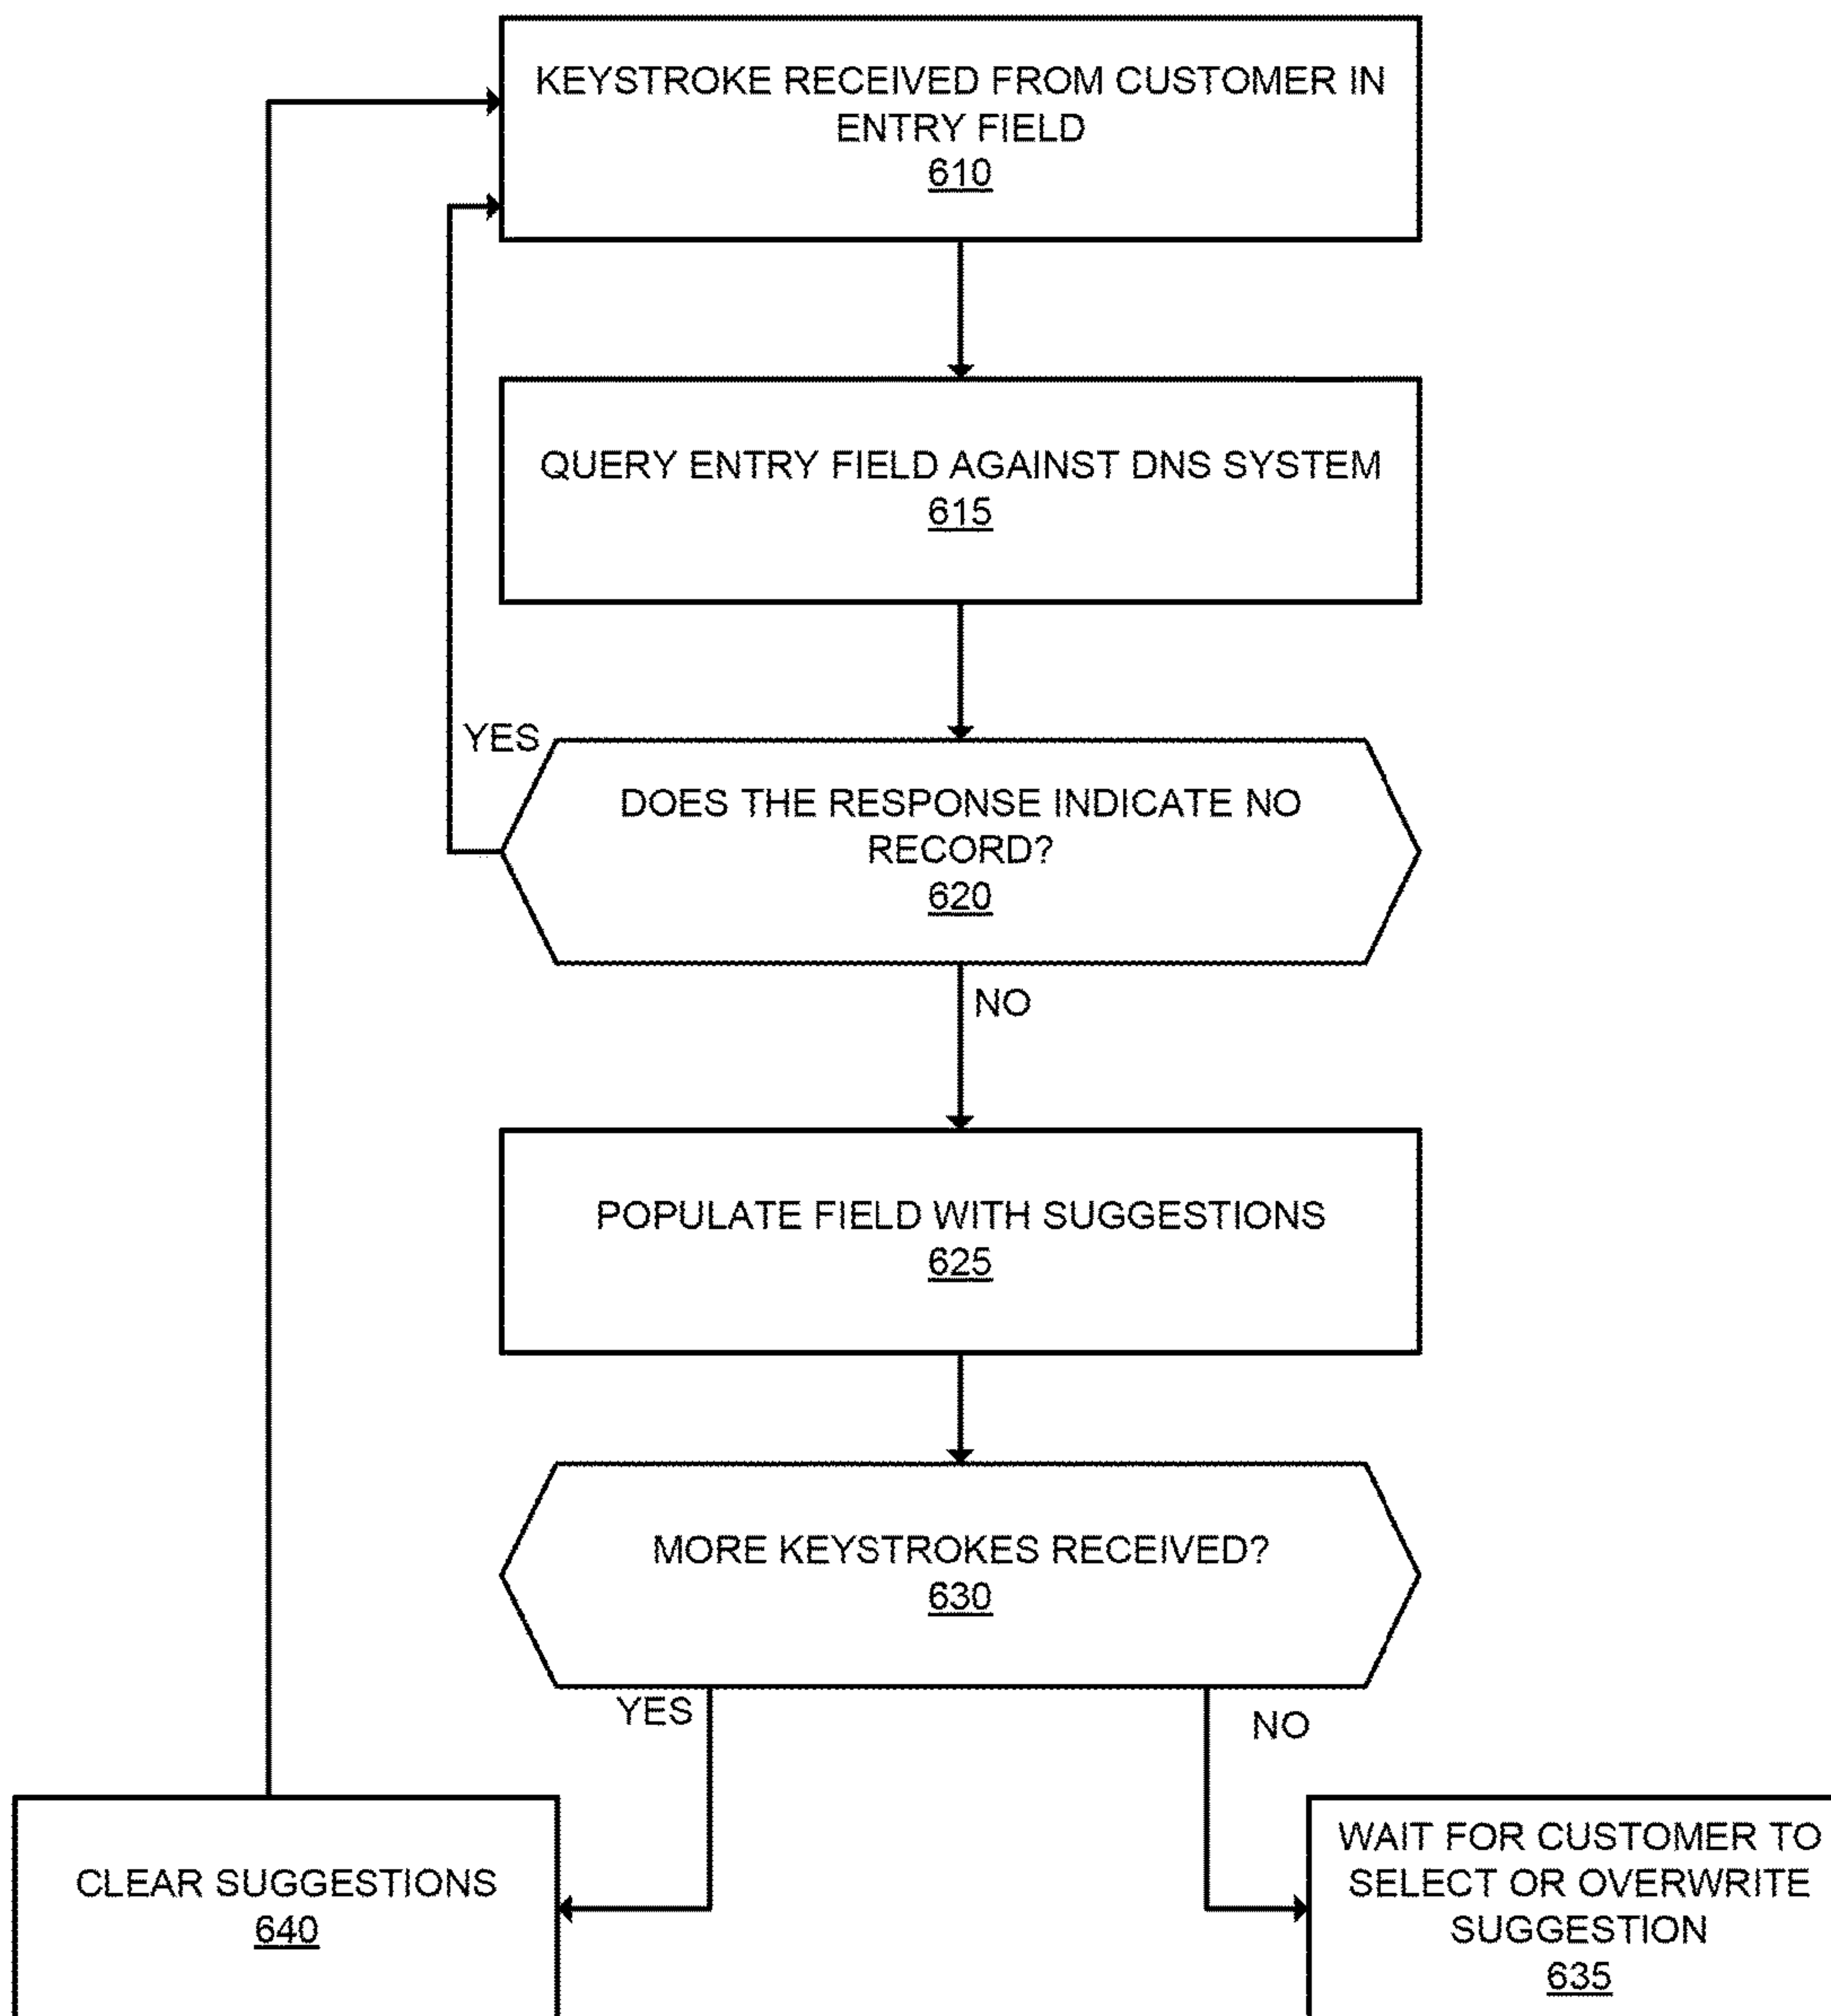 KEYSTROKE RECEIVED FROM CUSTOMER IN
ENTRY FIELD
610
QUERY ENTRY FIELD AGAINST DNS SYSTEM
615
YES
DOES THE RESPONSE INDICATE NO
RECORD?
620
NO
POPULATE FIELD WITH SUGGESTIONS
625
MORE KEYSTROKES RECEIVED?
630
YES
NO
CLEAR SUGGESTIONS
640
WAIT FOR CUSTOMER TO
SELECT OR OVERWRITE
SUGGESTION
635